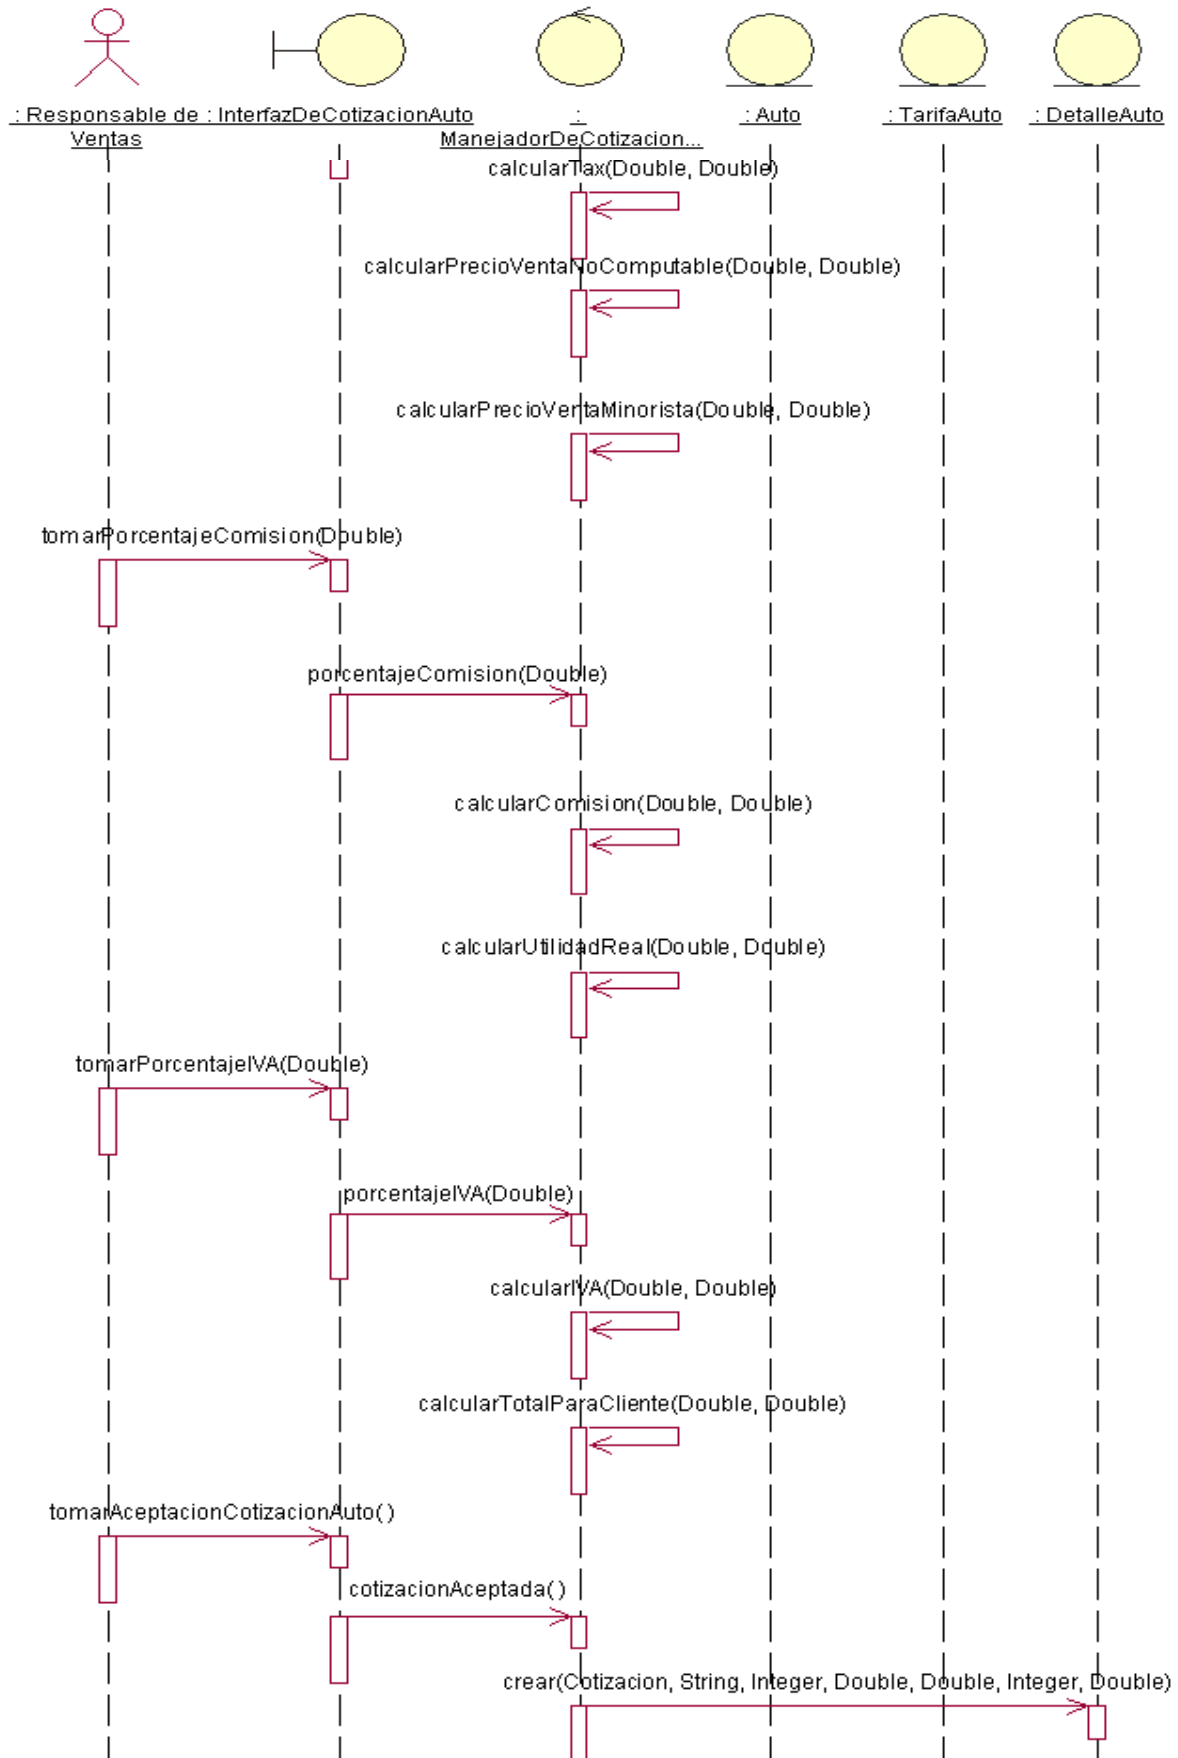 : Responsable de Ventas
: InterfazDeCotizacionAuto
:
ManejadorDeCotizacion...
: Auto
: TarifaAuto
: DetalleAuto
calcularTax(Double, Double)
calcularPrecioVentaNoComputable(Double, Double)
calcularPrecioVentaMinorista(Double, Double)
tomarPorcentajeComision(Double)
porcentajeComision(Double)
calcularComision(Double, Double)
calcularUtilidadReal(Double, Double)
tomarPorcentajeIVA(Double)
porcentajeIVA(Double)
calcularIVA(Double, Double)
calcularTotalParaCliente(Double, Double)
tomarAceptacionCotizacionAuto( )
cotizacionAceptada( )
crear(Cotizacion, String, Integer, Double, Double, Integer, Double)